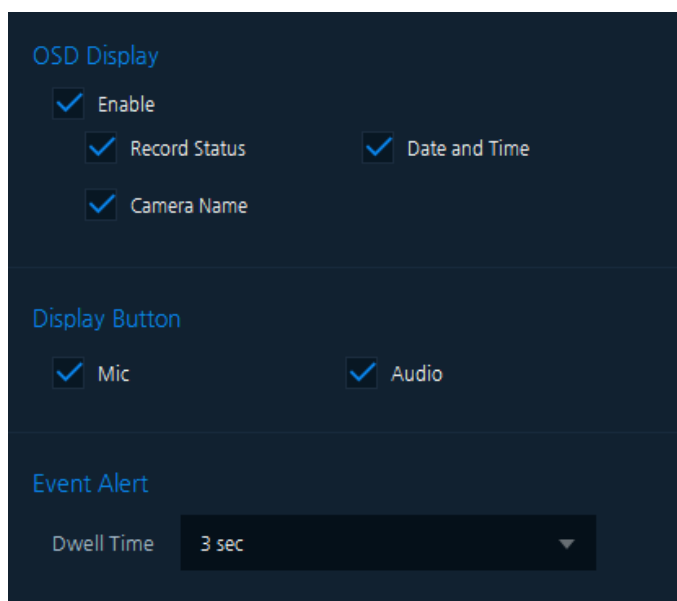 OSD Display
Enable
Record Status Date and Time
Camera Name
Display Button
Mic Audio
Event Alert
Dwell Time 3 sec